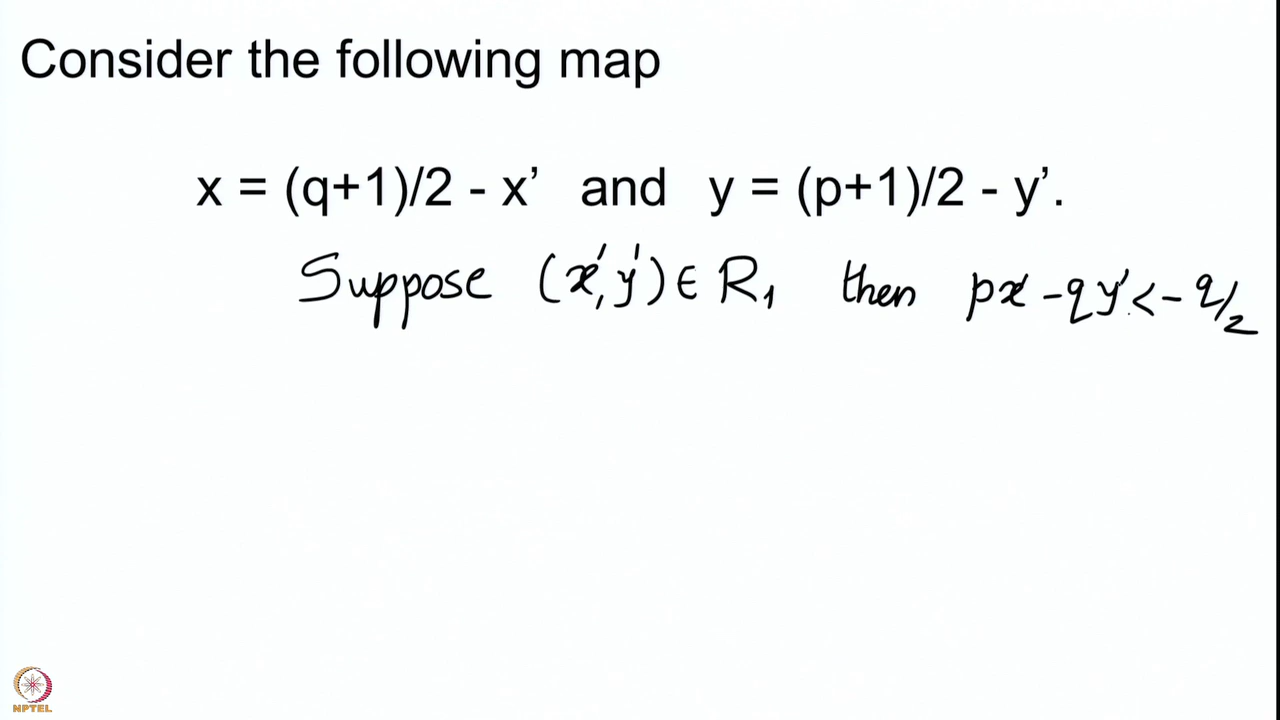 Consider the following map
x = (q+1)/2 - x’ and y = (p+1)/2 - y’.
Suppose (x′, y′) ∈ R₁ then px′ - qy′ < - q/2
NPTEL